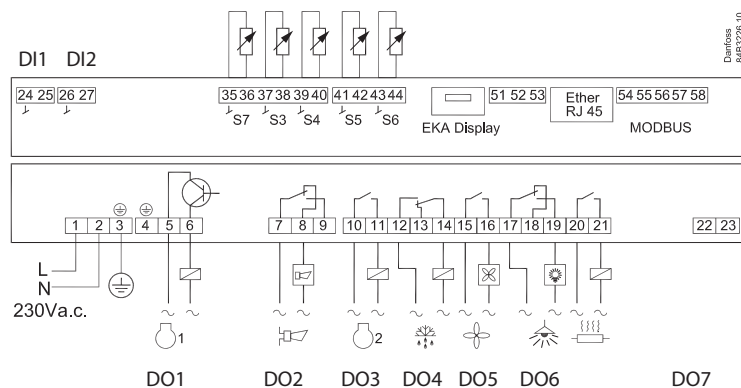 Danfoss
84B3226.10
DI1 DI2
24 25 26 27 35 36 37 38 39 40 41 42 43 44 51 52 53 54 55 56 57 58
S7 S3 S4 S5 S6
EKA Display
Ether
RJ 45
MODBUS
1 2 3 4 5 6 7 8 9 10 11 12 13 14 15 16 17 18 19 20 21 22 23
L
N
230Va.c.
1 2
DO1 DO2 DO3 DO4 DO5 DO6 DO7